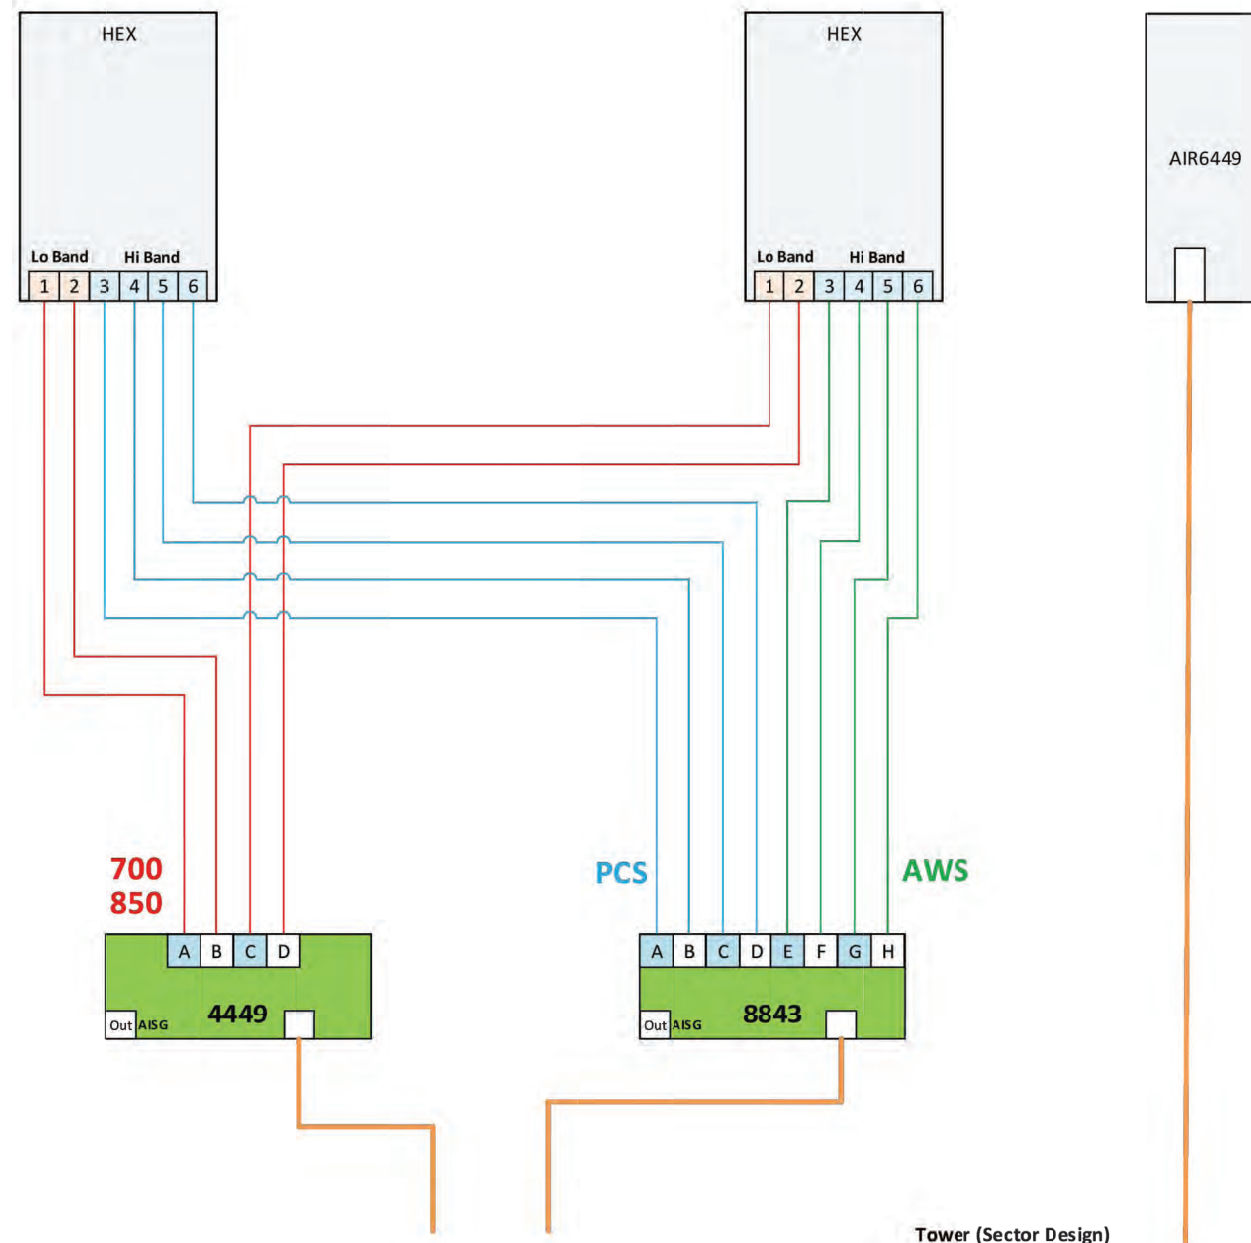 HEX
HEX
AIR6449
Lo Band Hi Band
1 2 3 4 5 6
Lo Band Hi Band
1 2 3 4 5 6
700
850
PCS
AWS
A B C D
4449
Out AISG
A B C D E F G H
8843
Out AISG
Tower (Sector Design)